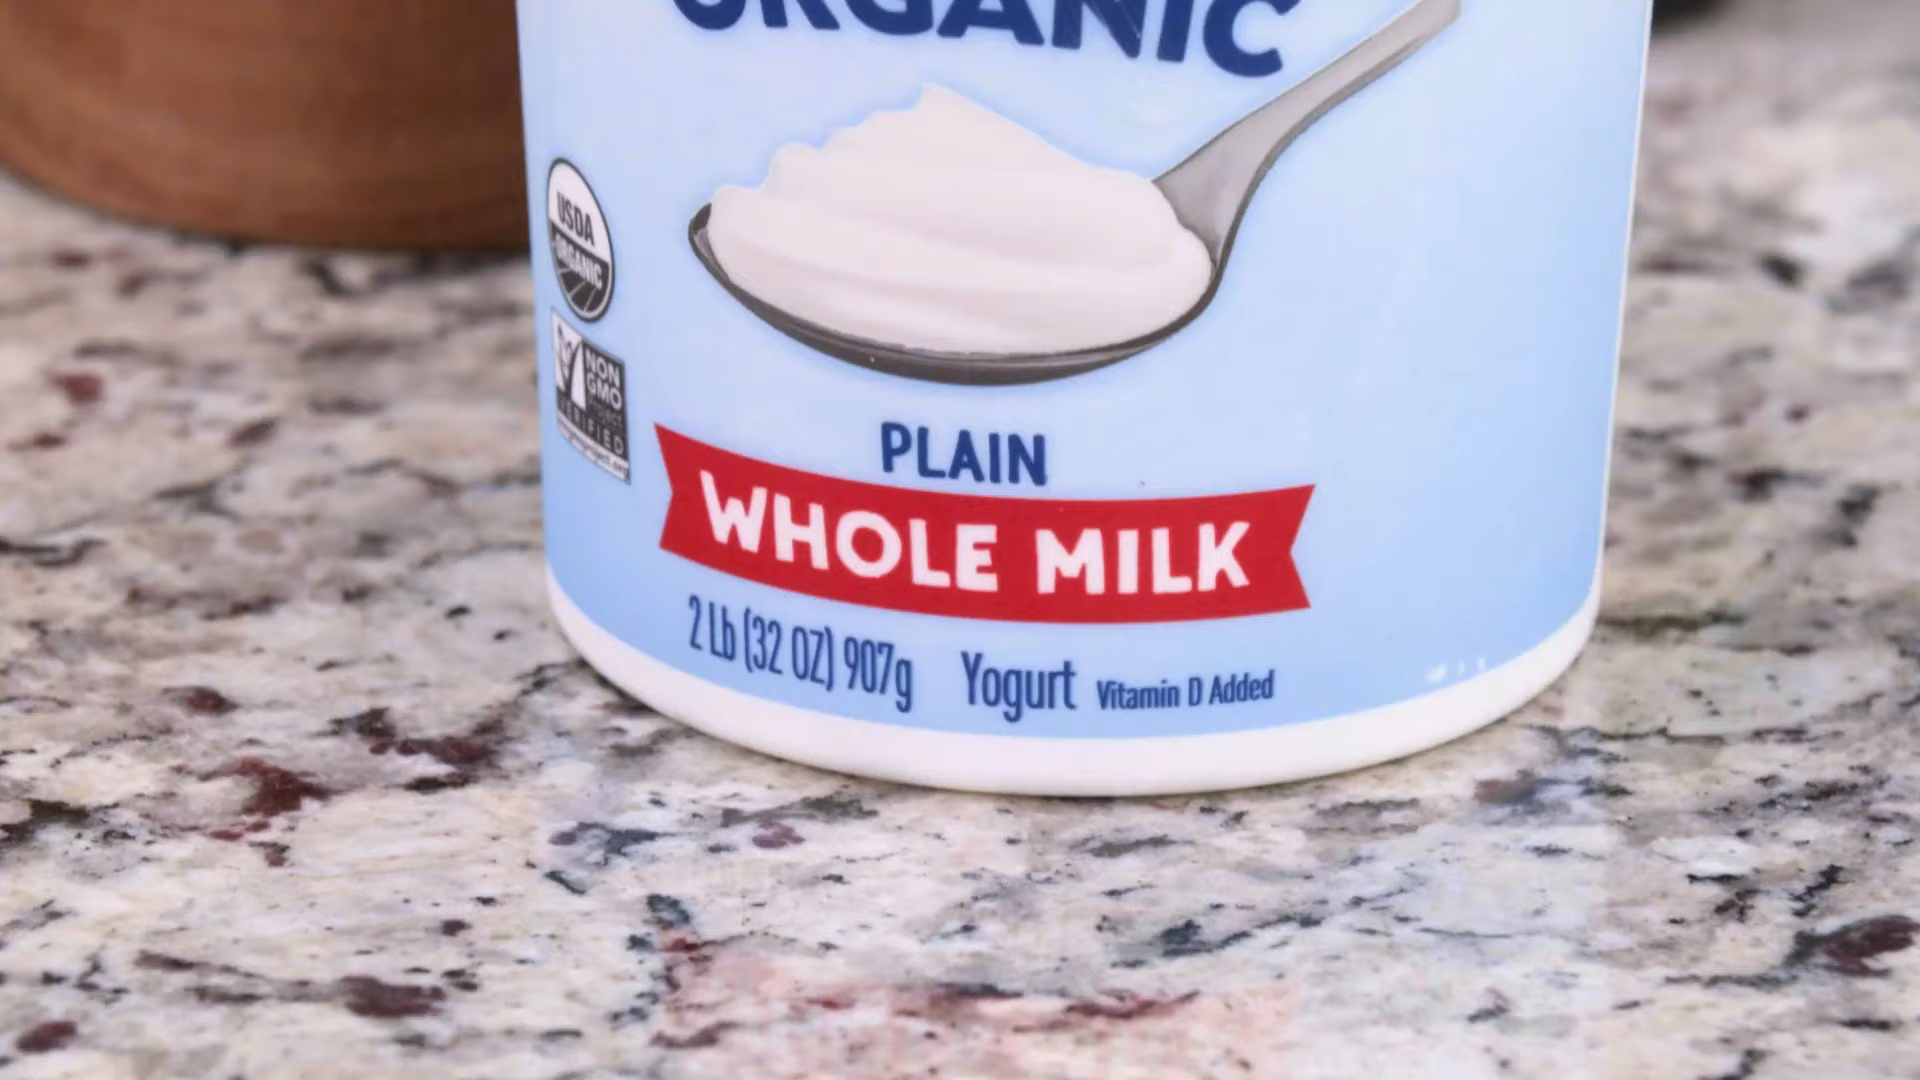 ORGANIC
USDA
ORGANIC
NON
GMO
VERIFIED
PLAIN
WHOLE MILK
2 Lb (32 OZ) 907g Yogurt Vitamin D Added